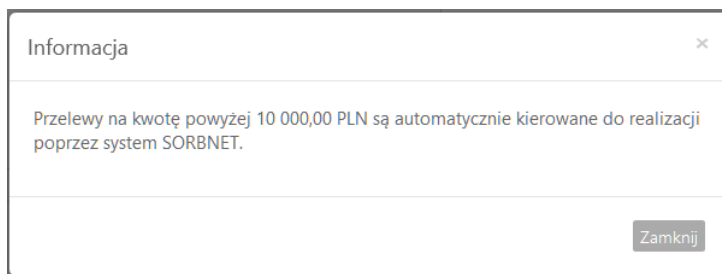 Informacja
×
Przelewy na kwotę powyżej 10 000,00 PLN są automatycznie kierowane do realizacji
poprzez system SORBNET.
Zamknij